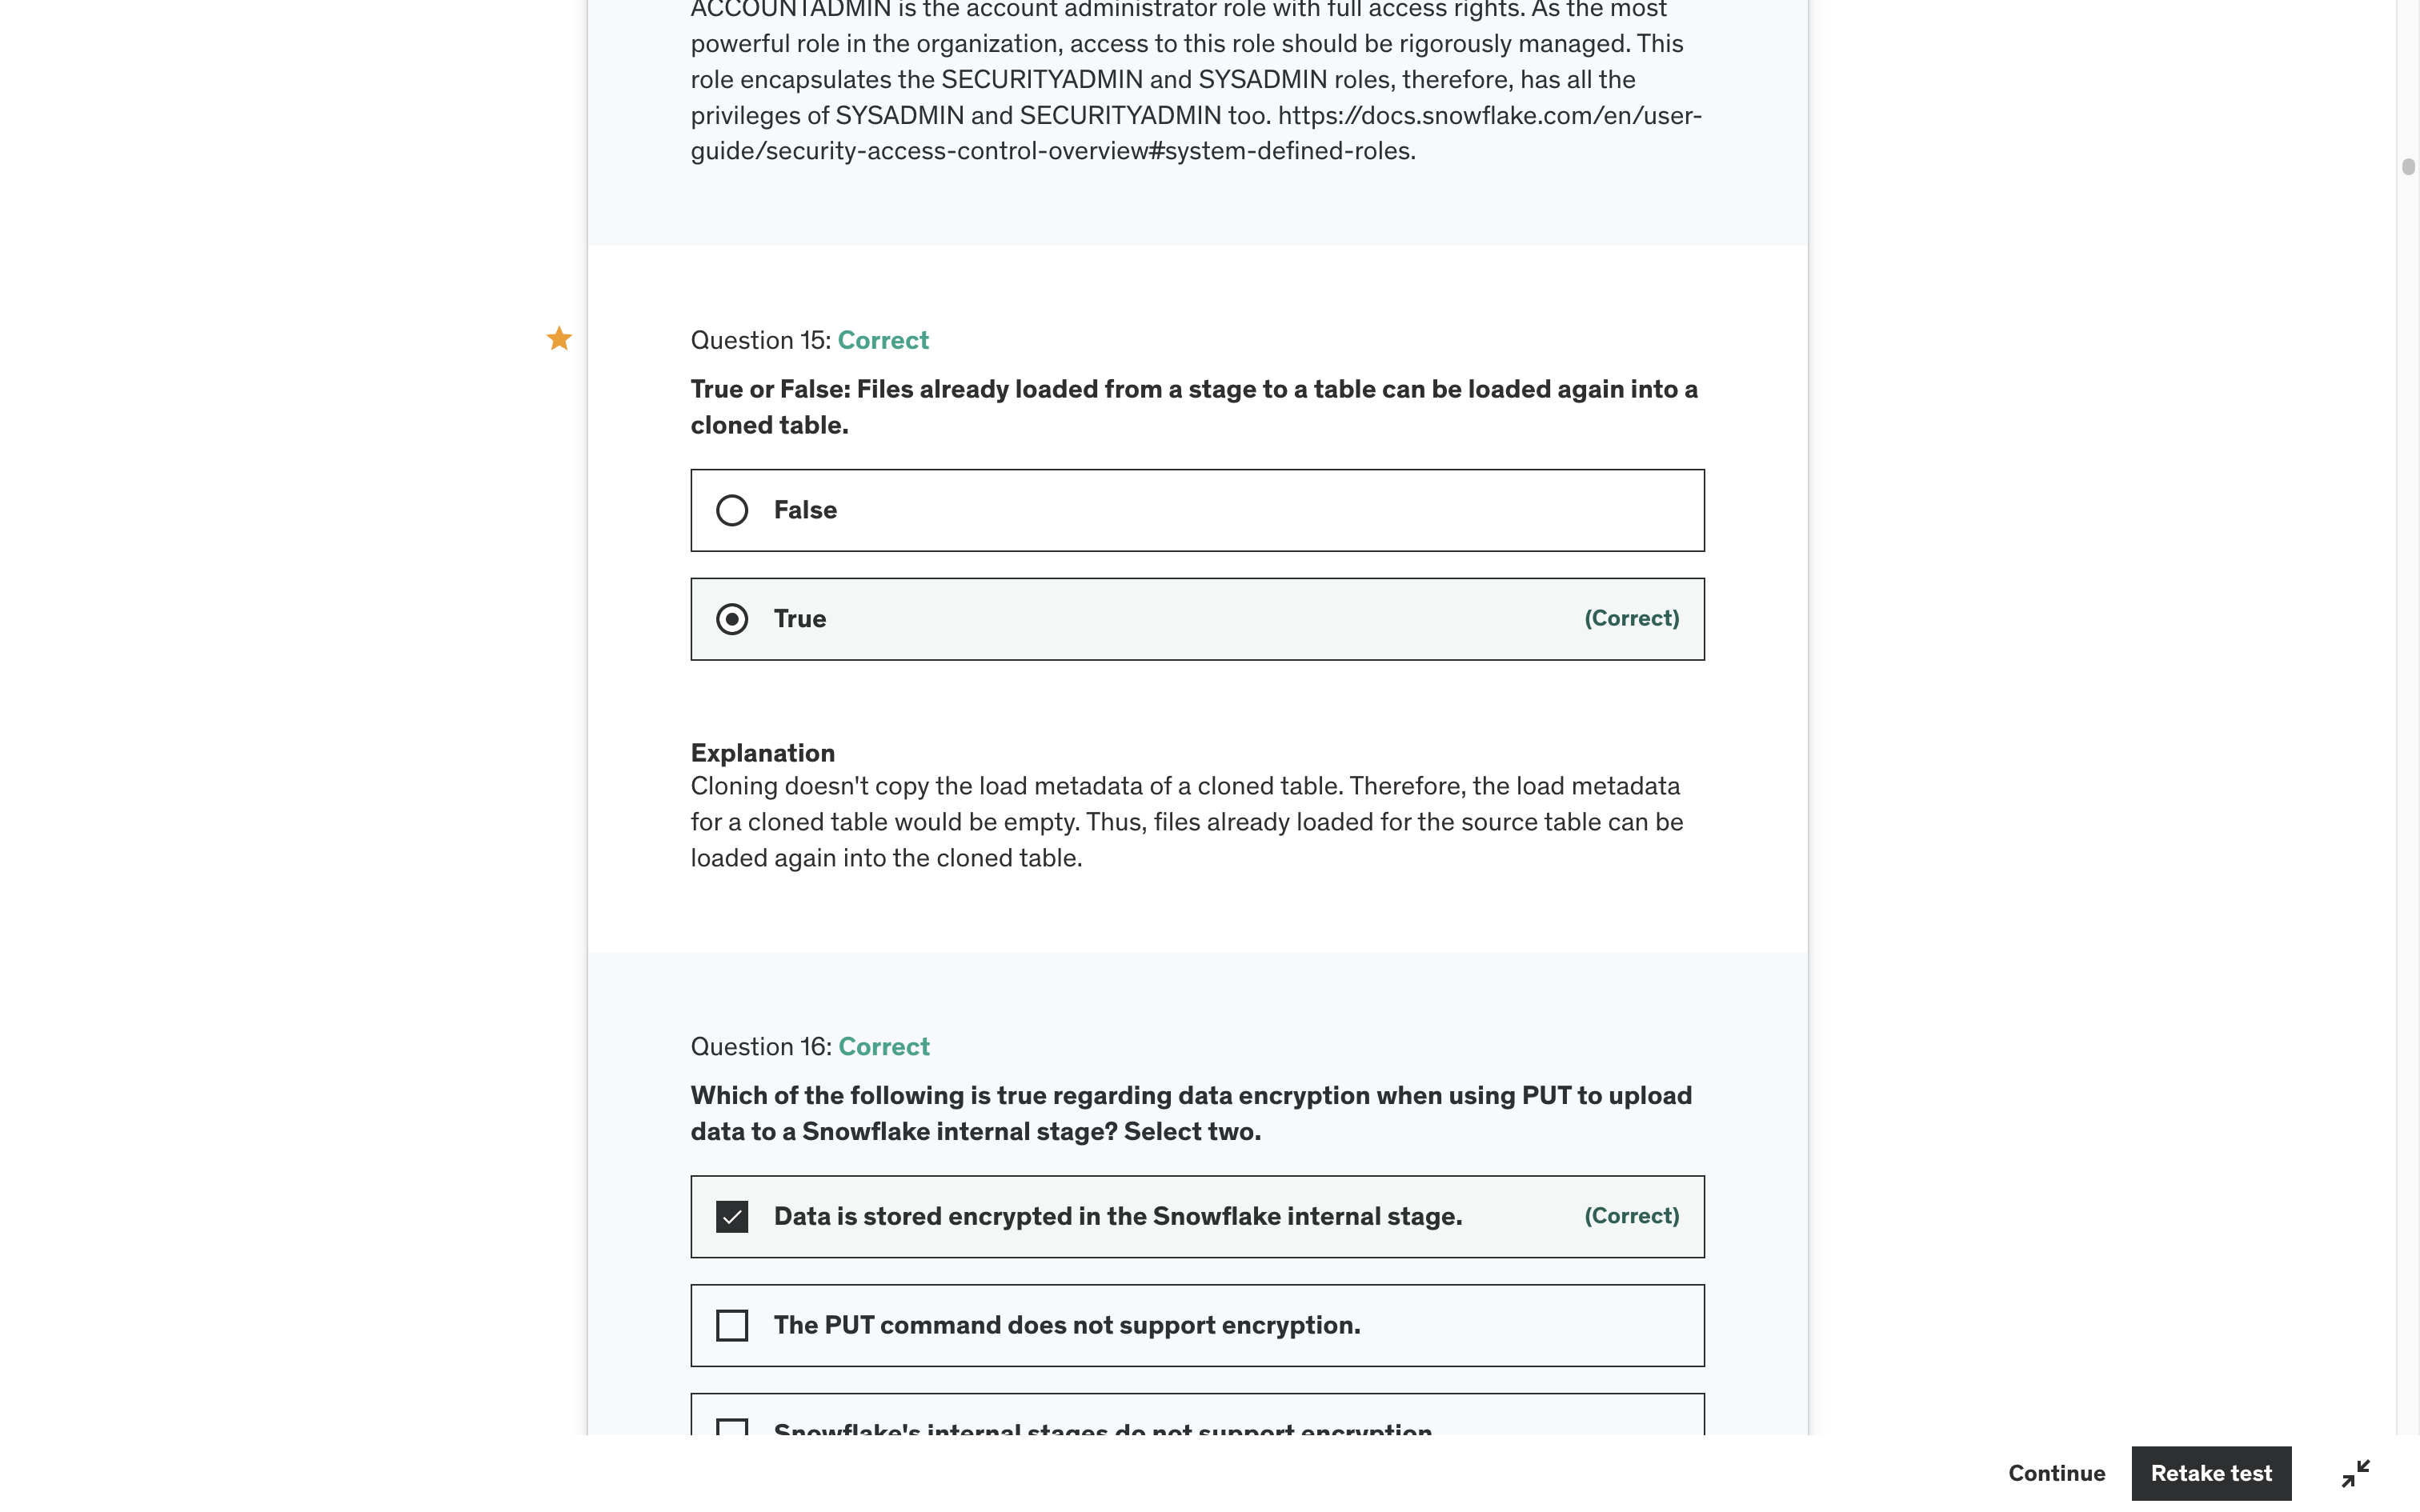 ACCOUNTADMIN is the account administrator role with full access rights. As the most
powerful role in the organization, access to this role should be rigorously managed. This
role encapsulates the SECURITYADMIN and SYSADMIN roles, therefore, has all the
privileges of SYSADMIN and SECURITYADMIN too. https://docs.snowflake.com/en/user-
guide/security-access-control-overview#system-defined-roles.
Question 15: Correct
True or False: Files already loaded from a stage to a table can be loaded again into a
cloned table.
False
True (Correct)
Explanation
Cloning doesn't copy the load metadata of a cloned table. Therefore, the load metadata
for a cloned table would be empty. Thus, files already loaded for the source table can be
loaded again into the cloned table.
Question 16: Correct
Which of the following is true regarding data encryption when using PUT to upload
data to a Snowflake internal stage? Select two.
Data is stored encrypted in the Snowflake internal stage. (Correct)
The PUT command does not support encryption.
Snowflake's internal stages do not support encryption
Continue Retake test